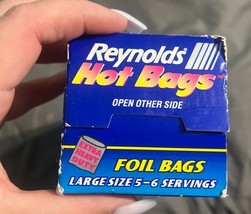 Reynolds
Hot Bags
OPEN OTHER SIDE
EXTRA
HEAVY
DUTY
FOIL BAGS
LARGE SIZE 5-6 SERVINGS